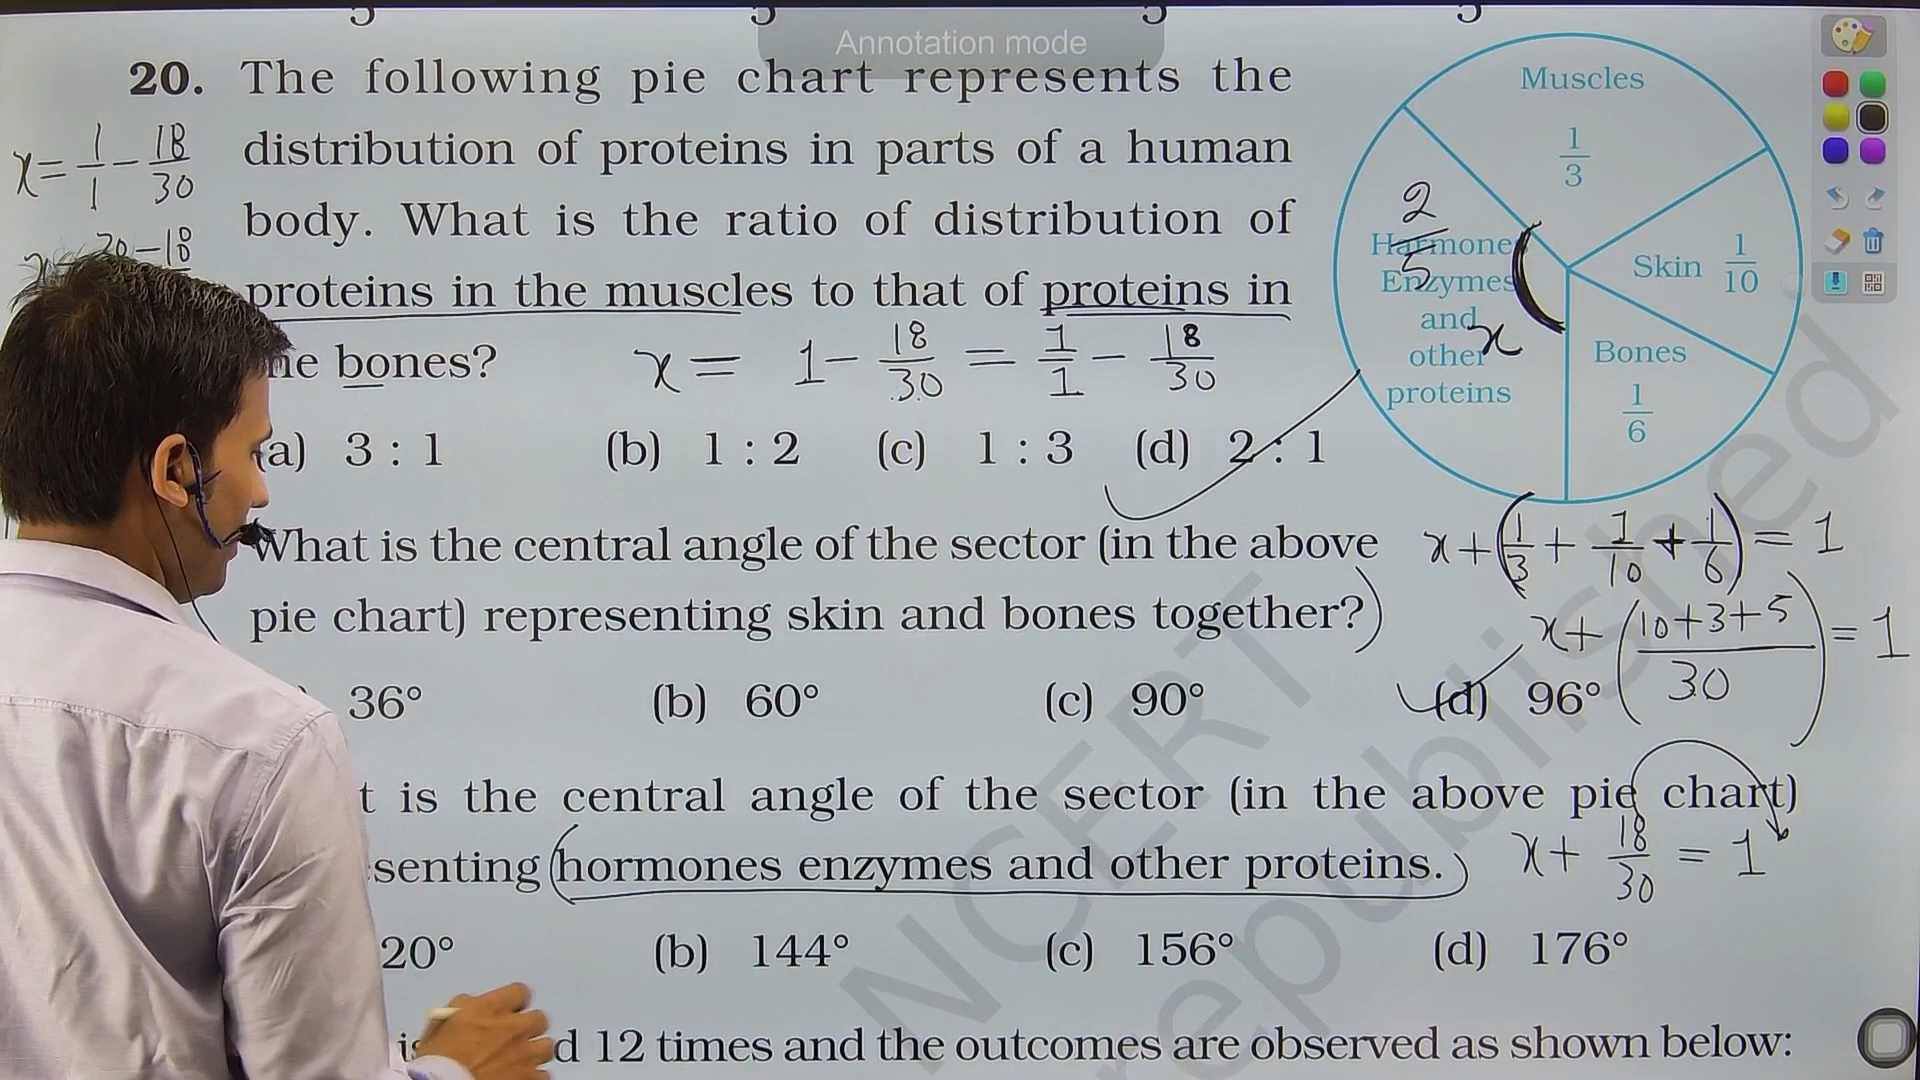 Annotation mode
20. The following pie chart represents the
distribution of proteins in parts of a human
body. What is the ratio of distribution of
proteins in the muscles to that of proteins in
bones?
x = 1/1 − 18/30
−18
x = 1 − 18/30 = 1/1 − 18/30
(a) 3 : 1 (b) 1 : 2 (c) 1 : 3 (d) 2 : 1
Muscles
1/3
Skin 1/10
Bones
1/6
2/5
Harmones
Enzymes
and
other
proteins
x
What is the central angle of the sector (in the above
pie chart) representing skin and bones together?
36° (b) 60° (c) 90° (d) 96°
x + (1/3 + 1/10 + 1/6) = 1
x + (10+3+5/30) = 1
x + 18/30 = 1
t is the central angle of the sector (in the above pie chart)
senting hormones enzymes and other proteins.
20° (b) 144° (c) 156° (d) 176°
d 12 times and the outcomes are observed as shown below:
NCERT
republished